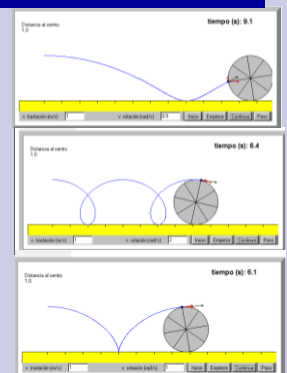 Distancia al centro
1.0
tiempo (s): 9.1
v. traslación (m/s) 1 v. rotación (rad/s) 0.5 Inicio Empieza Continua Paso
Distancia al centro
1.0
tiempo (s): 6.4
v. traslación (m/s) 1 v. rotación (rad/s) 2 Inicio Empieza Continua Paso
Distancia al centro
1.0
tiempo (s): 6.1
v. traslación (m/s) 1 v. rotación (rad/s) 1 Inicio Empieza Continua Paso